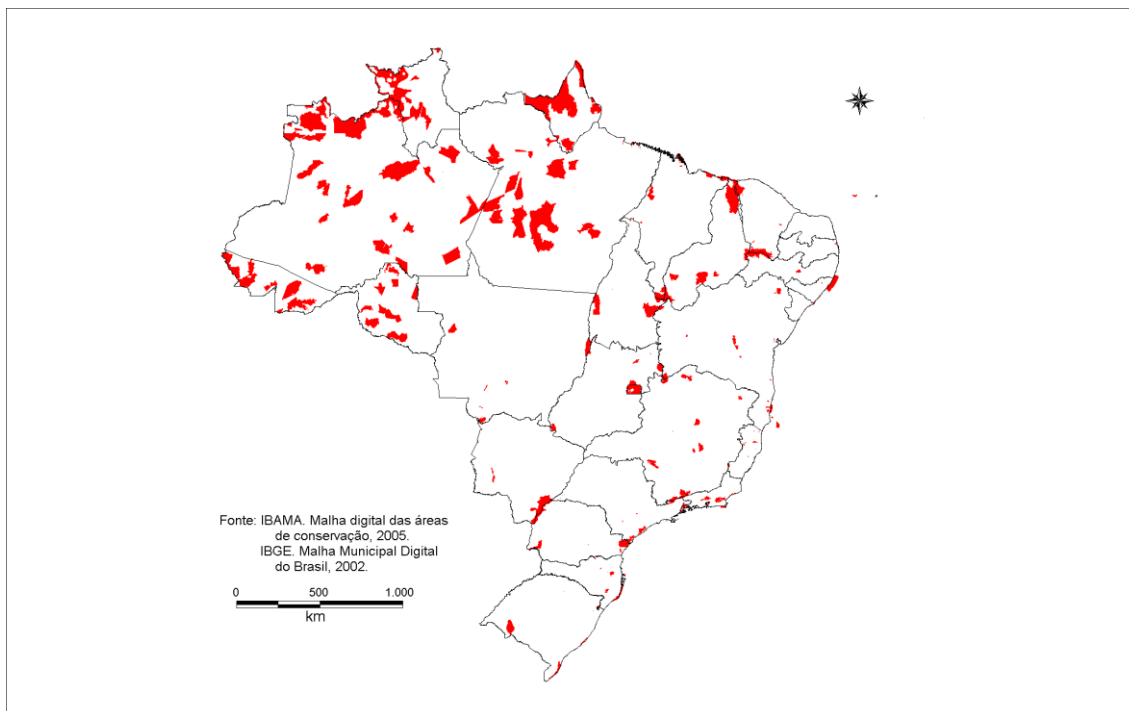 Fonte: IBAMA. Malha digital das áreas
de conservação, 2005.
IBGE. Malha Municipal Digital
do Brasil, 2002.
0 500 1.000
km